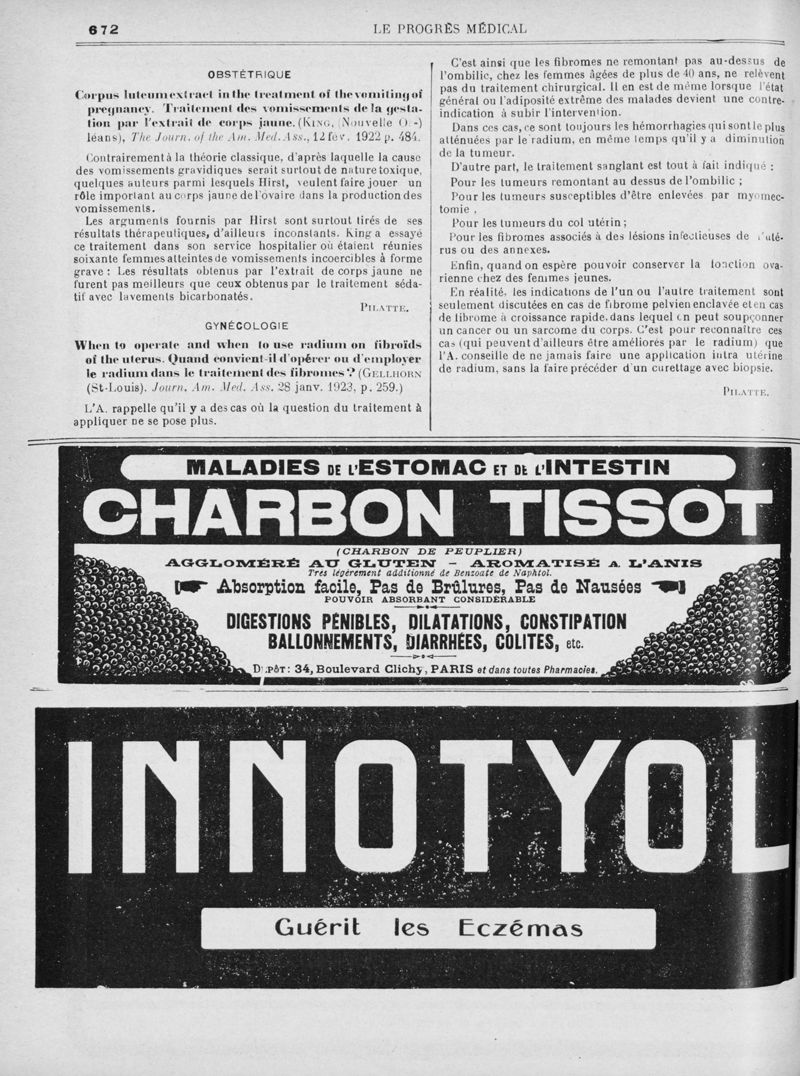 672
LE PROGRÈS MÉDICAL
OBSTÉTRIQUE
Corpus luteum extract in the treatment of the vomiting of
pregnancy. Traitement des vomissements de la gesta-
tion par l'extrait de corps jaune. (KING, (Nouvelle O -)
léans), The Journ. of the Am. Med. Ass., 12 fév. 1922 p. 484.
Contrairement à la théorie classique, d'après laquelle la cause
des vomissements gravidiques serait surtout de nature toxique,
quelques auteurs parmi lesquels Hirst, veulent faire jouer un
rôle important au corps jaune de l'ovaire dans la production des
vomissements.
Les arguments fournis par Hirst sont surtout tirés de ses
résultats thérapeutiques, d'ailleurs inconstants. King a essayé
ce traitement dans son service hospitalier où étaient réunies
soixante femmes atteintes de vomissements incoercibles à forme
grave : Les résultats obtenus par l'extrait de corps jaune ne
furent pas meilleurs que ceux obtenus par le traitement séda-
tif avec lavements bicarbonatés.
PILATTE.
GYNÉCOLOGIE
When to operate and when to use radium on fibroids
of the uterus. Quand convient-il d'opérer ou d'employer
le radium dans le traitement des fibromes ? (GELLHORN
(St-Louis). Journ. Am. Med. Ass. 28 janv. 1923, p. 259.)
L'A. rappelle qu'il y a des cas où la question du traitement à
appliquer ne se pose plus.
C'est ainsi que les fibromes ne remontant pas au-dessus de
l'ombilic, chez les femmes âgées de plus de 40 ans, ne relèvent
pas du traitement chirurgical. Il en est de même lorsque l'état
général ou l'adiposité extrême des malades devient une contre-
indication à subir l'intervention.
Dans ces cas, ce sont toujours les hémorrhagies qui sont le plus
atténuées par le radium, en même temps qu'il y a diminution
de la tumeur.
D'autre part, le traitement sanglant est tout à fait indiqué :
Pour les tumeurs remontant au dessus de l'ombilic ;
Pour les tumeurs susceptibles d'être enlevées par myomec-
tomie ,
Pour les tumeurs du col utérin ;
Pour les fibromes associés à des lésions infectieuses de l'uté-
rus ou des annexes.
Enfin, quand on espère pouvoir conserver la fonction ova-
rienne chez des femmes jeunes.
En réalité, les indications de l'un ou l'autre traitement sont
seulement discutées en cas de fibrome pelvien enclavée et en cas
de fibrome à croissance rapide, dans lequel on peut soupçonner
un cancer ou un sarcome du corps. C'est pour reconnaître ces
cas (qui peuvent d'ailleurs être améliorés par le radium) que
l'A. conseille de ne jamais faire une application intra utérine
de radium, sans la faire précéder d'un curettage avec biopsie.
PILATTE.
MALADIES DE L'ESTOMAC ET DE L'INTESTIN
CHARBON TISSOT
(CHARBON DE PEUPLIER)
AGGLOMÉRÉ AU GLUTEN - AROMATISÉ A L'ANIS
Très légèrement additionné de Benzoate de Naphtol.
Absorption facile, Pas de Brûlures, Pas de Nausées
POUVOIR ABSORBANT CONSIDÉRABLE
DIGESTIONS PÉNIBLES, DILATATIONS, CONSTIPATION
BALLONNEMENTS, DIARRHÉES, COLITES, etc.
DÉPÔT : 34, Boulevard Clichy, PARIS et dans toutes Pharmacies.
INNOTYOL
Guérit les Eczémas